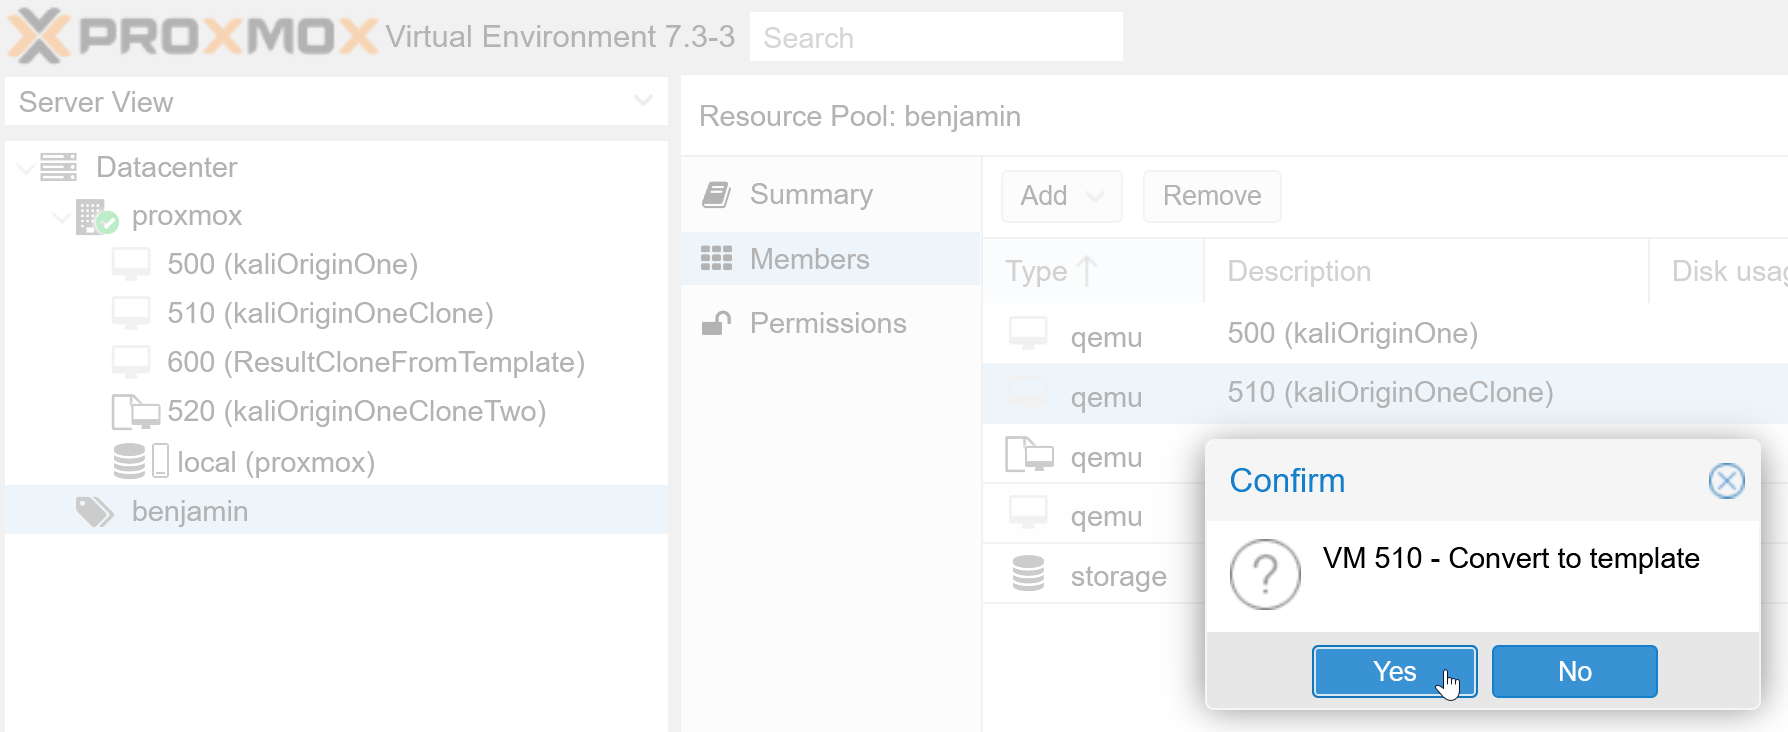 PROXMOX Virtual Environment 7.3-3 Search
Server View
Datacenter
proxmox
500 (kaliOriginOne)
510 (kaliOriginOneClone)
600 (ResultCloneFromTemplate)
520 (kaliOriginOneCloneTwo)
local (proxmox)
benjamin
Resource Pool: benjamin
Summary
Members
Permissions
Add Remove
Type Description Disk usag
qemu 500 (kaliOriginOne)
qemu 510 (kaliOriginOneClone)
qemu
qemu
storage
Confirm
VM 510 - Convert to template
Yes No